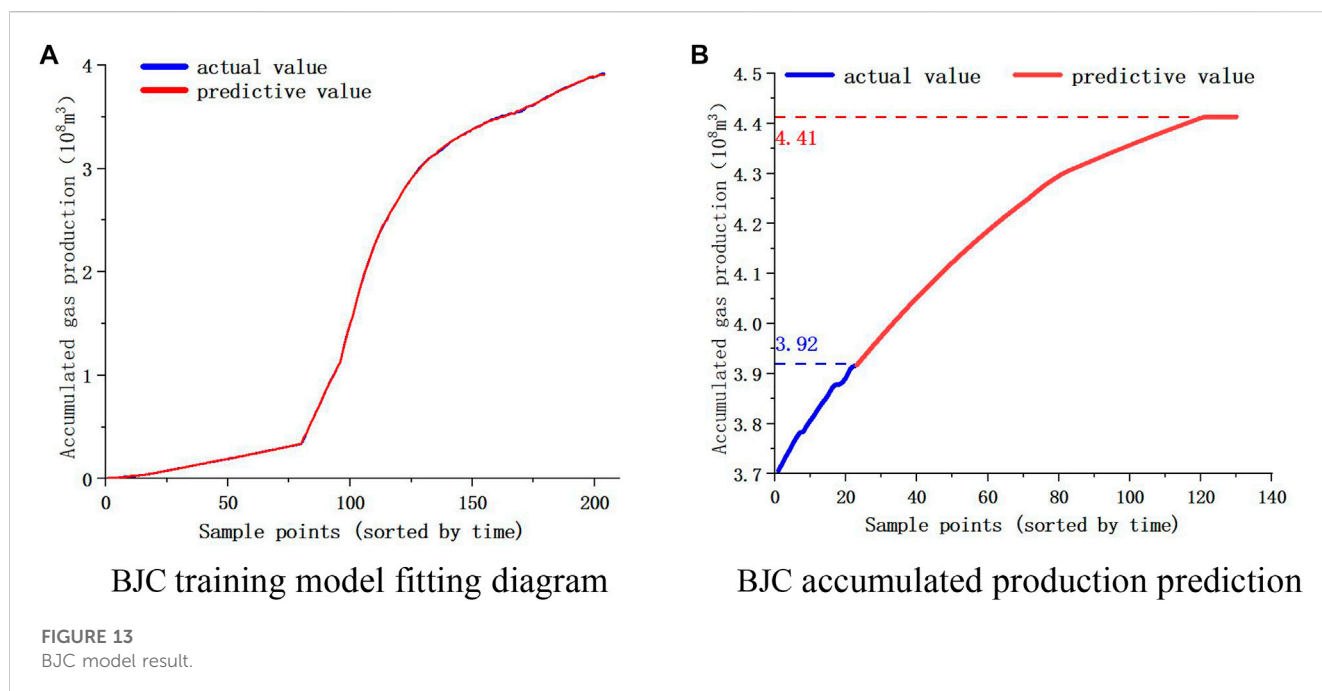 A
actual value
predictive value
Accumulated gas production (10⁸m³)
4
3
2
1
0
0 50 100 150 200
Sample points (sorted by time)
BJC training model fitting diagram
B
actual value predictive value
Accumulated gas production (10⁸m³)
4.5
4.4
4.3
4.2
4.1
4.0
3.9
3.8
3.7
4.41
3.92
0 20 40 60 80 100 120 140
Sample points (sorted by time)
BJC accumulated production prediction
FIGURE 13
BJC model result.